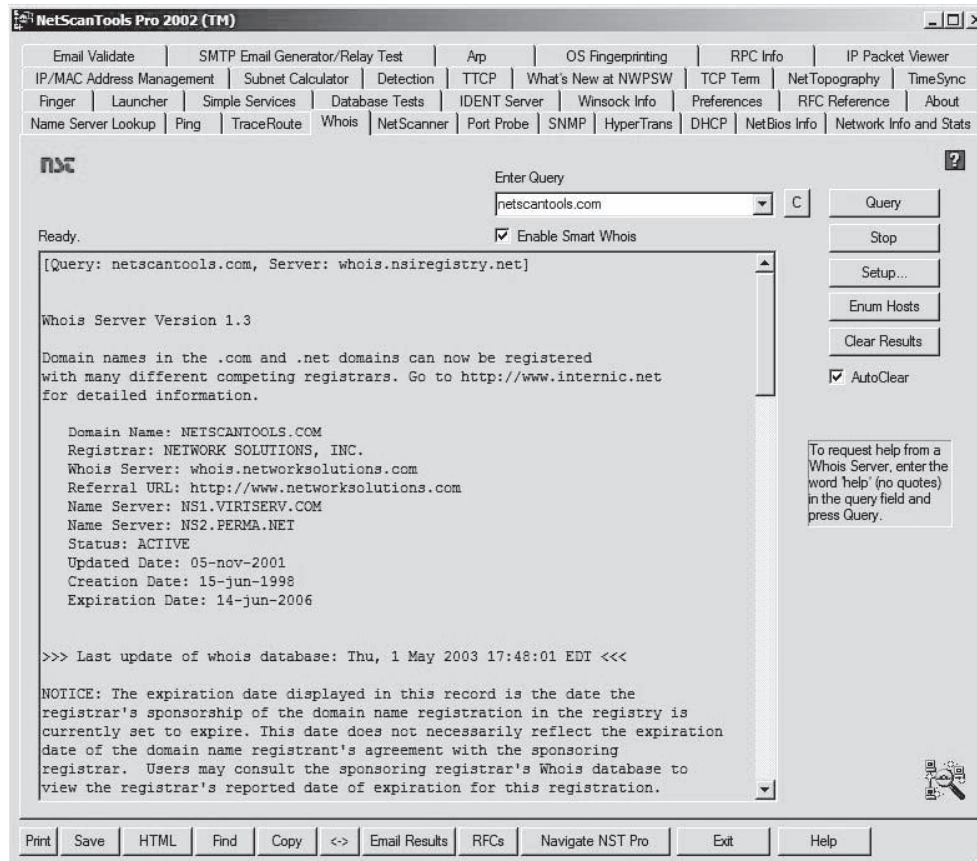 NetScanTools Pro 2002 (TM)
Email Validate SMTP Email Generator/Relay Test Arp OS Fingerprinting RPC Info IP Packet Viewer
IP/MAC Address Management Subnet Calculator Detection TTCP What's New at NWPSW TCP Term NetTopography TimeSync
Finger Launcher Simple Services Database Tests IDENT Server Winsock Info Preferences RFC Reference About
Name Server Lookup Ping TraceRoute Whois NetScanner Port Probe SNMP HyperTrans DHCP NetBios Info Network Info and Stats
nst
?
Enter Query
netscantools.com C Query
Ready. Enable Smart Whois Stop
[Query: netscantools.com, Server: whois.nsiregistry.net]
Setup...
Enum Hosts
Clear Results
AutoClear
Whois Server Version 1.3
Domain names in the .com and .net domains can now be registered
with many different competing registrars. Go to http://www.internic.net
for detailed information.
Domain Name: NETSCANTOOLS.COM
Registrar: NETWORK SOLUTIONS, INC.
Whois Server: whois.networksolutions.com
Referral URL: http://www.networksolutions.com
Name Server: NS1.VIRTSERV.COM
Name Server: NS2.PERMA.NET
Status: ACTIVE
Updated Date: 05-nov-2001
Creation Date: 15-jun-1998
Expiration Date: 14-jun-2006
>>> Last update of whois database: Thu, 1 May 2003 17:48:01 EDT <<<
NOTICE: The expiration date displayed in this record is the date the
registrar's sponsorship of the domain name registration in the registry is
currently set to expire. This date does not necessarily reflect the expiration
date of the domain name registrant's agreement with the sponsoring
registrar. Users may consult the sponsoring registrar's Whois database to
view the registrar's reported date of expiration for this registration.
To request help from a
Whois Server, enter the
word 'help' (no quotes)
in the query field and
press Query.
Print Save HTML Find Copy <-> Email Results RFCs Navigate NST Pro Exit Help